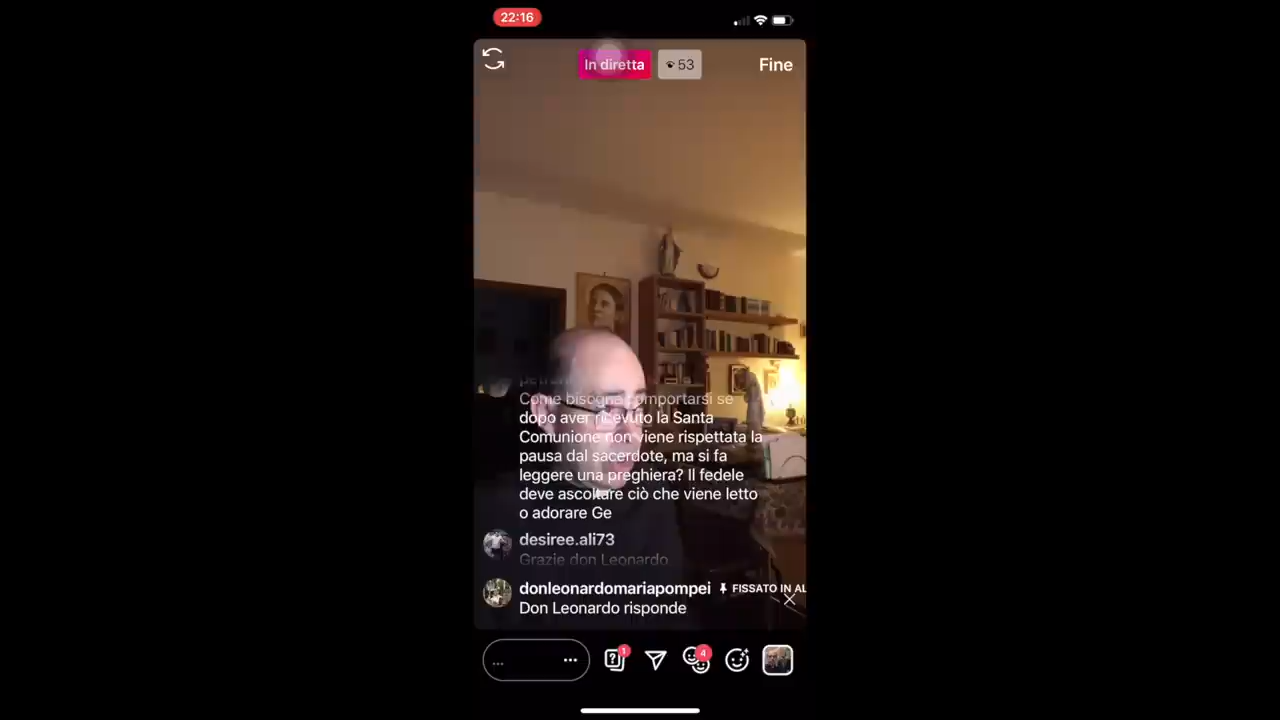 22:16
In diretta
53
Fine
Come bisogna comportarsi se
dopo aver ricevuto la Santa
Comunione non viene rispettata la
pausa dal sacerdote, ma si fa
leggere una preghiera? Il fedele
deve ascoltare ciò che viene letto
o adorare Ge
desiree.ali73
Grazie don Leonardo
donleonardomariapompei FISSATO IN AL
Don Leonardo risponde
...
1
4